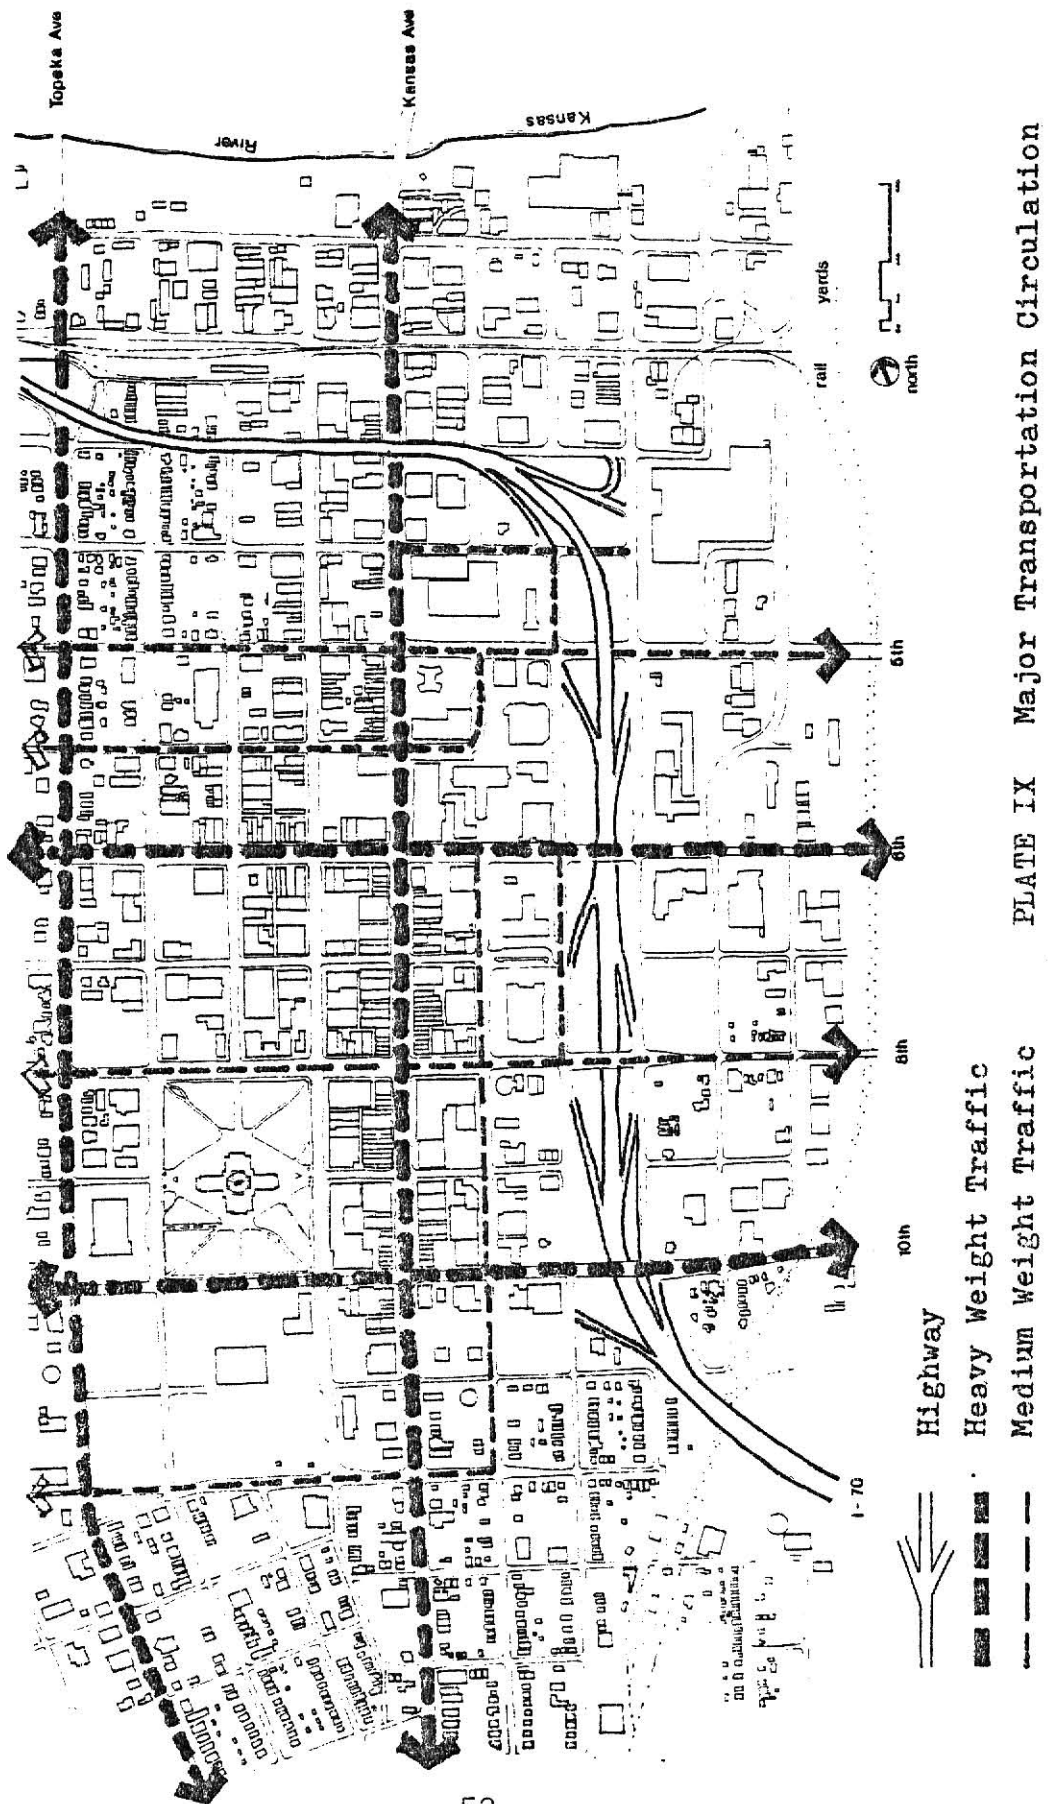 Topeka Ave
Kansas Ave
River
Kansas
rail yards
north
5th
6th
8th
10th
I-70
Highway
Heavy Weight Traffic
Medium Weight Traffic
PLATE IX Major Transportation Circulation